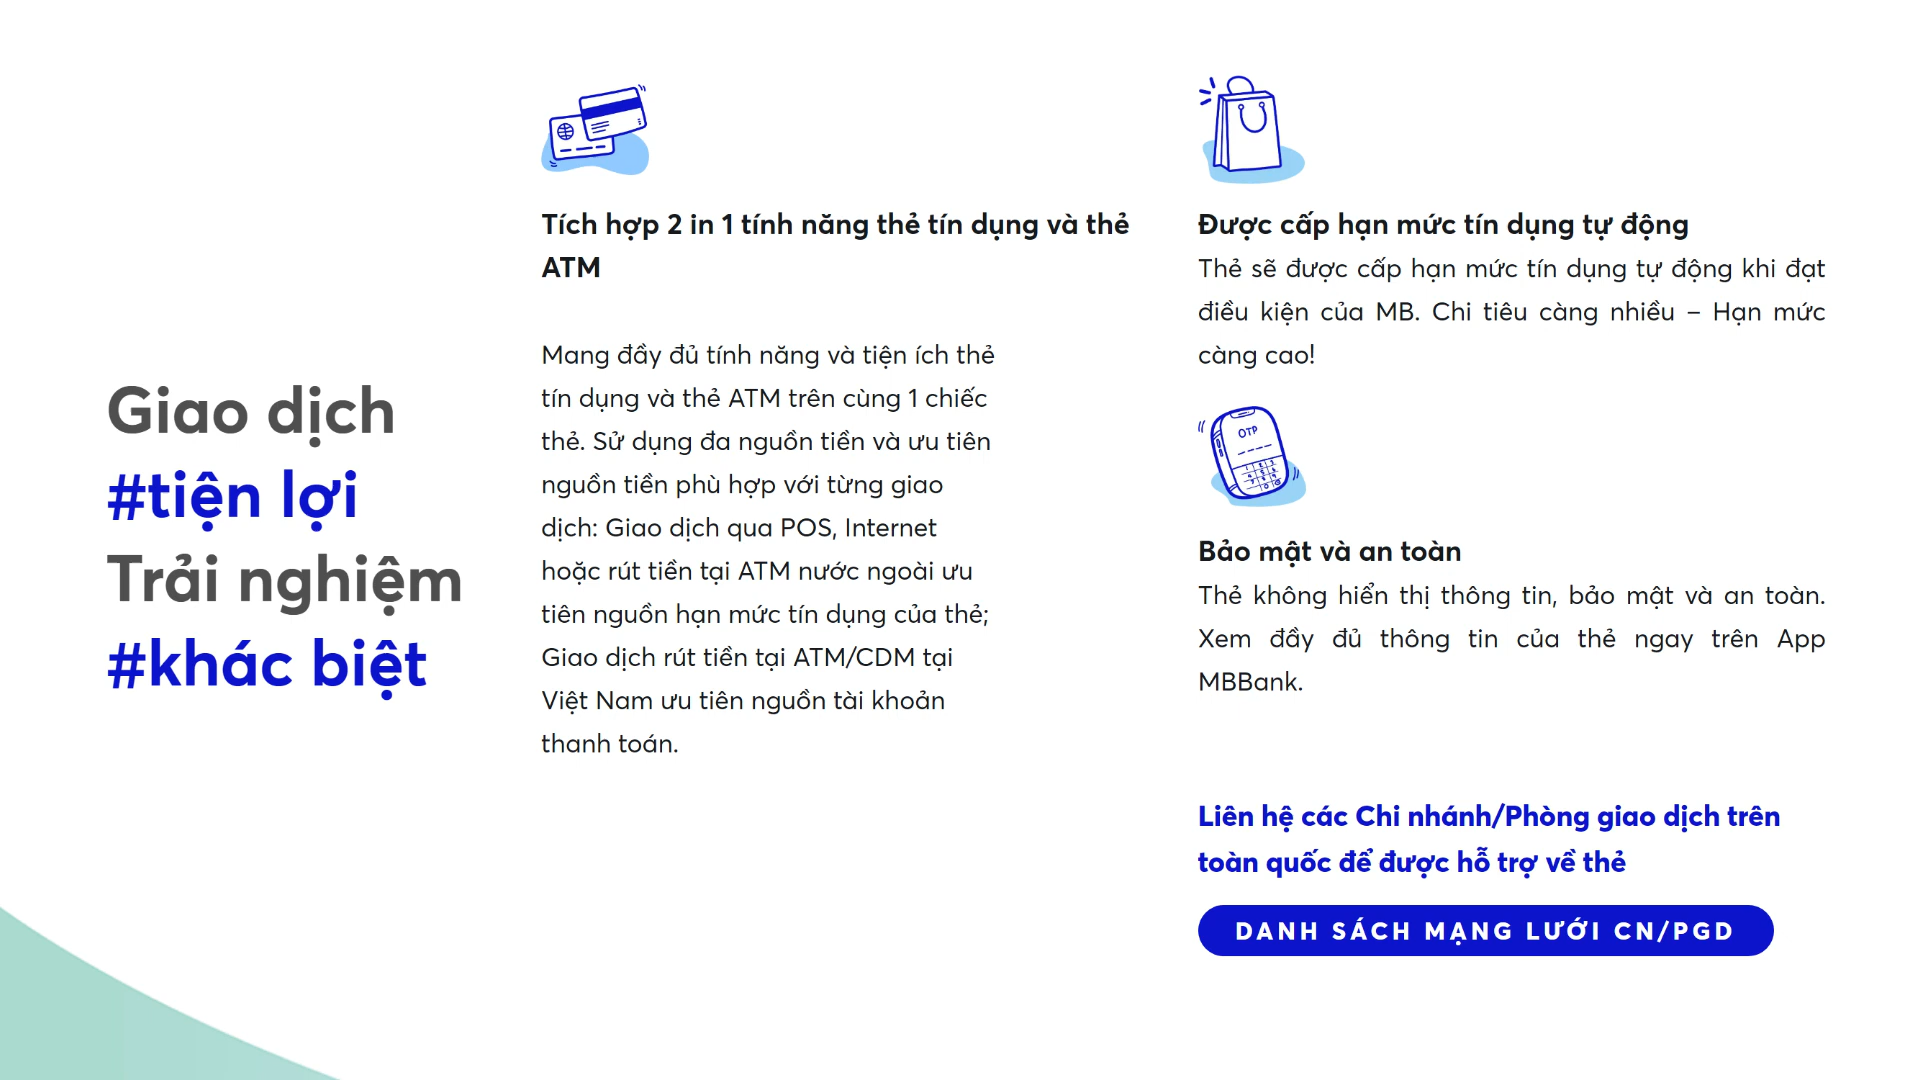 Giao dịch
#tiện lợi
Trải nghiệm
#khác biệt
Tích hợp 2 in 1 tính năng thẻ tín dụng và thẻ
ATM
Mang đầy đủ tính năng và tiện ích thẻ
tín dụng và thẻ ATM trên cùng 1 chiếc
thẻ. Sử dụng đa nguồn tiền và ưu tiên
nguồn tiền phù hợp với từng giao
dịch: Giao dịch qua POS, Internet
hoặc rút tiền tại ATM nước ngoài ưu
tiên nguồn hạn mức tín dụng của thẻ;
Giao dịch rút tiền tại ATM/CDM tại
Việt Nam ưu tiên nguồn tài khoản
thanh toán.
Được cấp hạn mức tín dụng tự động
Thẻ sẽ được cấp hạn mức tín dụng tự động khi đạt
điều kiện của MB. Chi tiêu càng nhiều – Hạn mức
càng cao!
OTP
Bảo mật và an toàn
Thẻ không hiển thị thông tin, bảo mật và an toàn.
Xem đầy đủ thông tin của thẻ ngay trên App
MBBank.
Liên hệ các Chi nhánh/Phòng giao dịch trên
toàn quốc để được hỗ trợ về thẻ
DANH SÁCH MẠNG LƯỚI CN/PGD